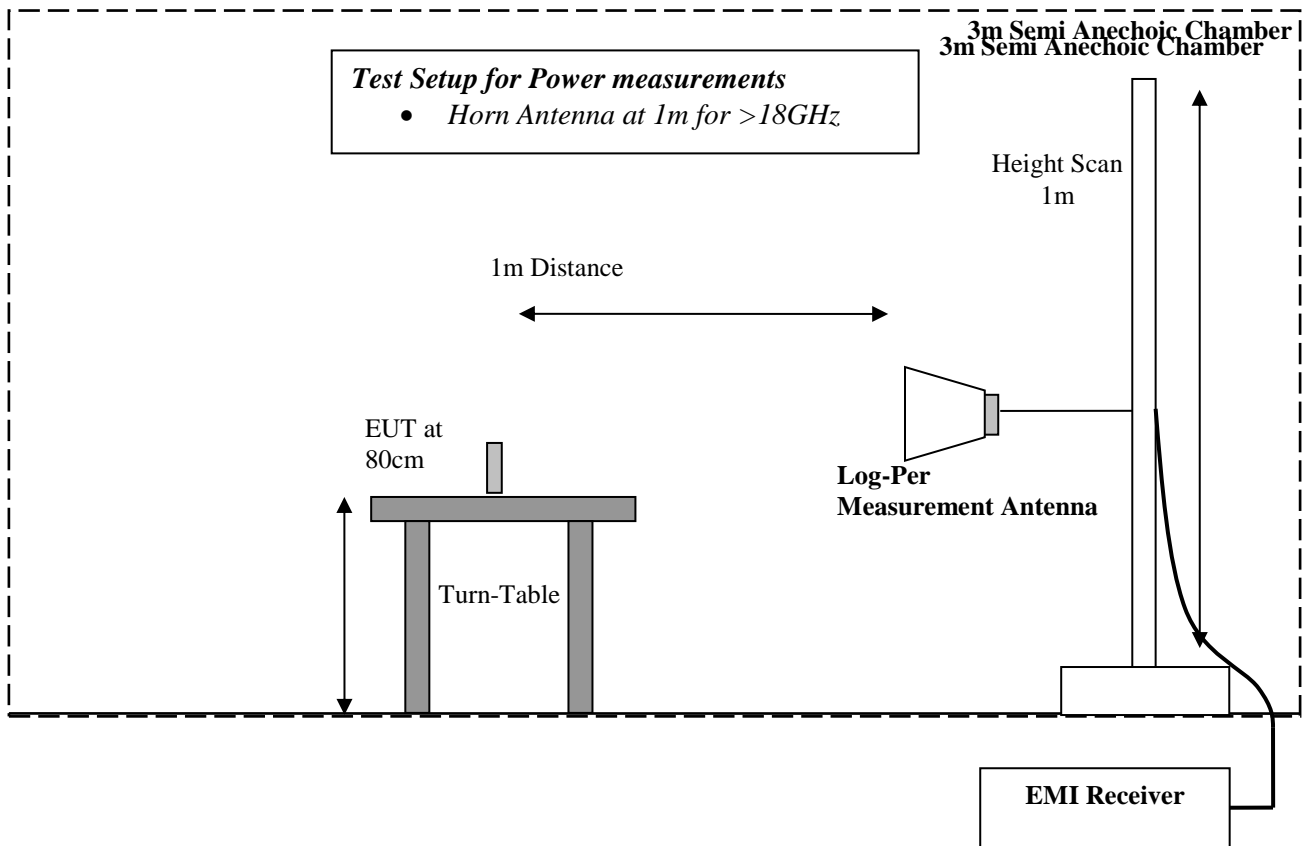 3m Semi Anechoic Chamber
3m Semi Anechoic Chamber
Test Setup for Power measurements
• Horn Antenna at 1m for >18GHz
Height Scan
1m
1m Distance
EUT at
80cm
Log-Per
Measurement Antenna
Turn-Table
EMI Receiver